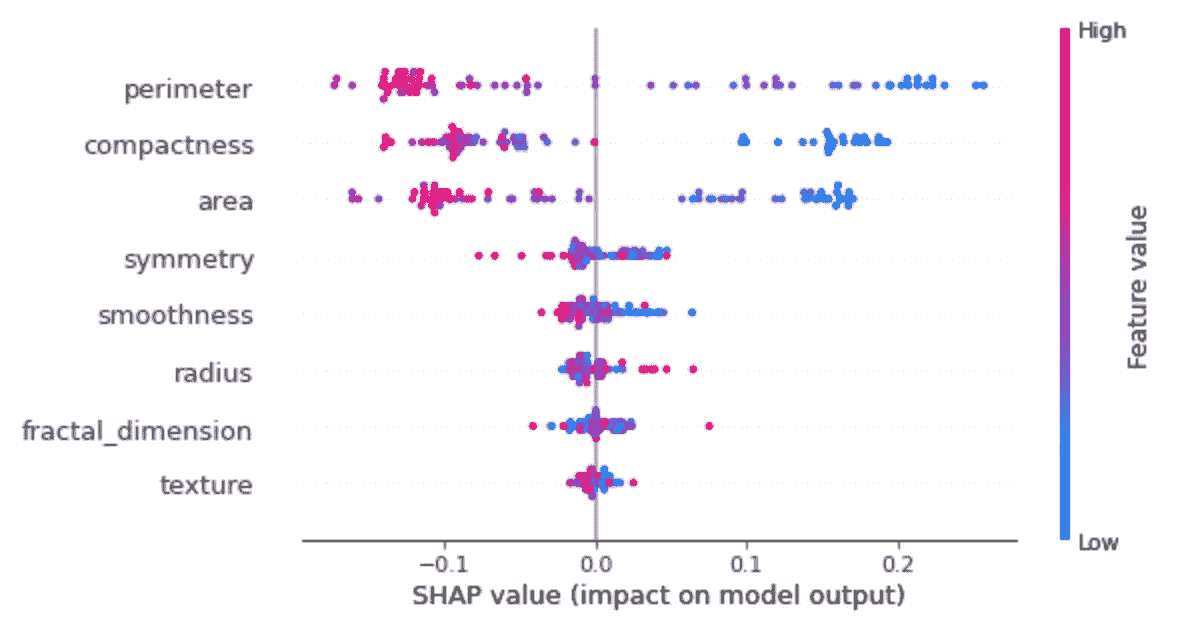 High
perimeter
compactness
area
symmetry
smoothness
radius
fractal_dimension
texture
Feature value
Low
−0.1 0.0 0.1 0.2
SHAP value (impact on model output)